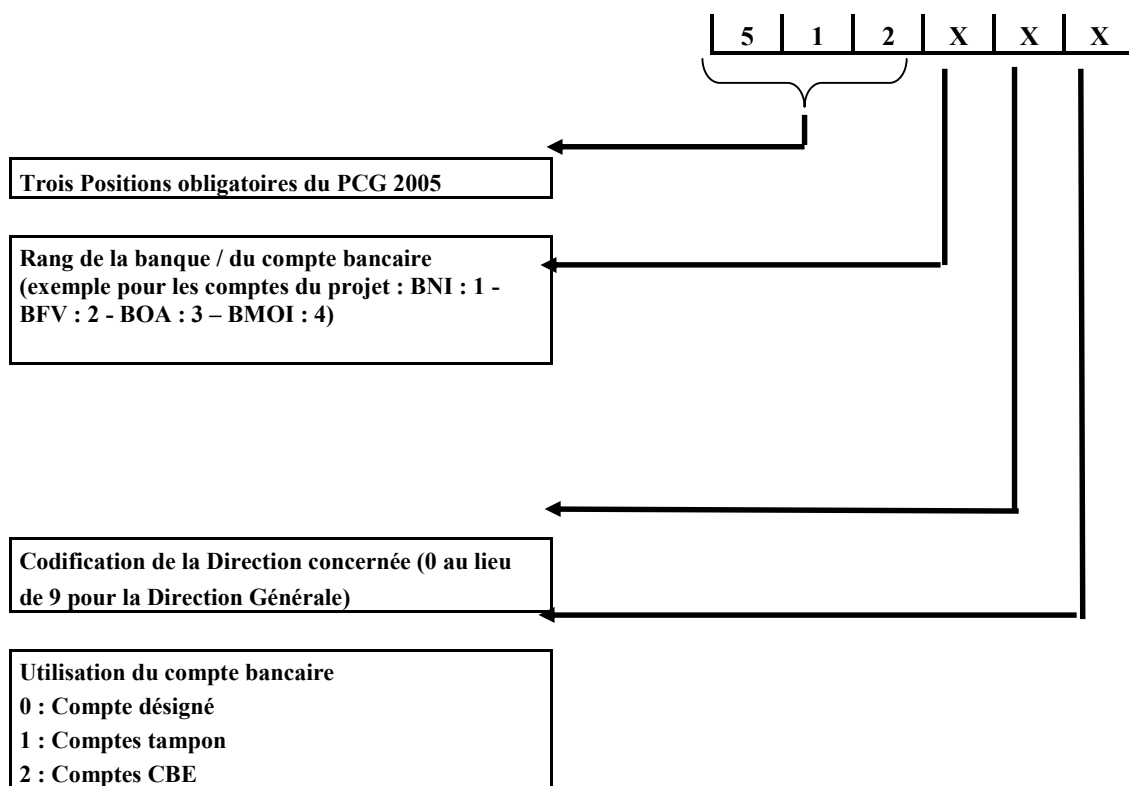 5 1 2 X X X
Trois Positions obligatoires du PCG 2005
Rang de la banque / du compte bancaire
(exemple pour les comptes du projet : BNI : 1 -
BFV : 2 - BOA : 3 – BMOI : 4)
Codification de la Direction concernée (0 au lieu
de 9 pour la Direction Générale)
Utilisation du compte bancaire
0 : Compte désigné
1 : Comptes tampon
2 : Comptes CBE